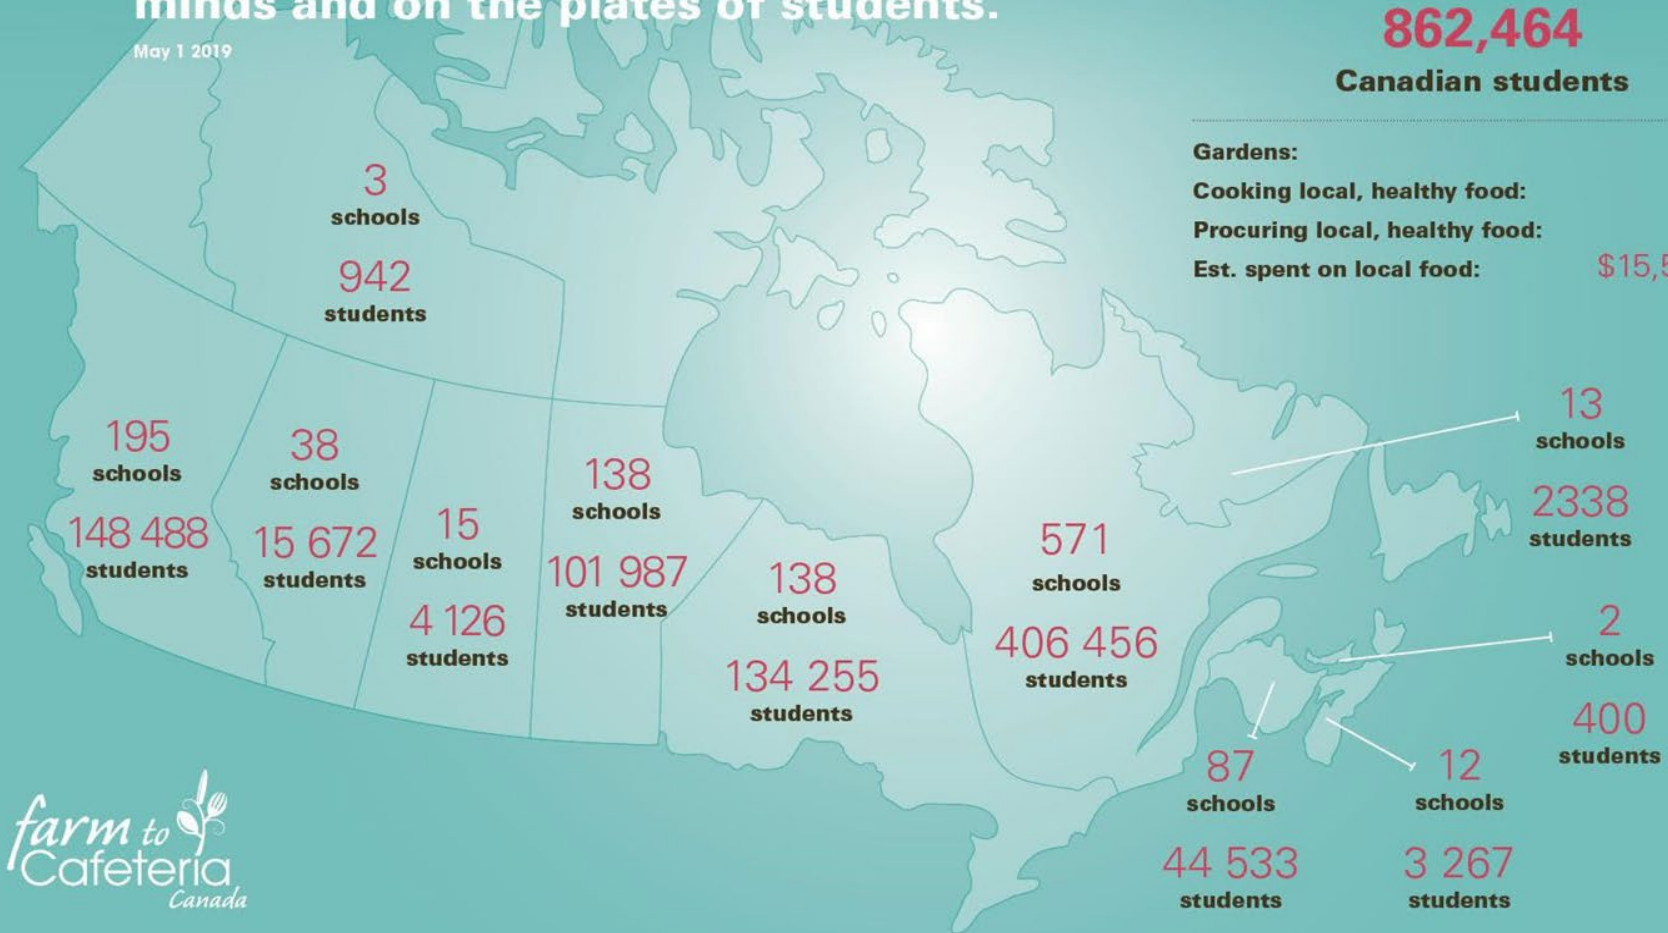 minds and on the plates of students.
May 1 2019
862,464
Canadian students
Gardens:
Cooking local, healthy food:
Procuring local, healthy food:
Est. spent on local food:
$15,5
3
schools
942
students
195
schools
148 488
students
38
schools
15 672
students
15
schools
4 126
students
138
schools
101 987
students
138
schools
134 255
students
571
schools
406 456
students
13
schools
2338
students
2
schools
400
students
87
schools
44 533
students
12
schools
3 267
students
farm to
Cafeteria
Canada